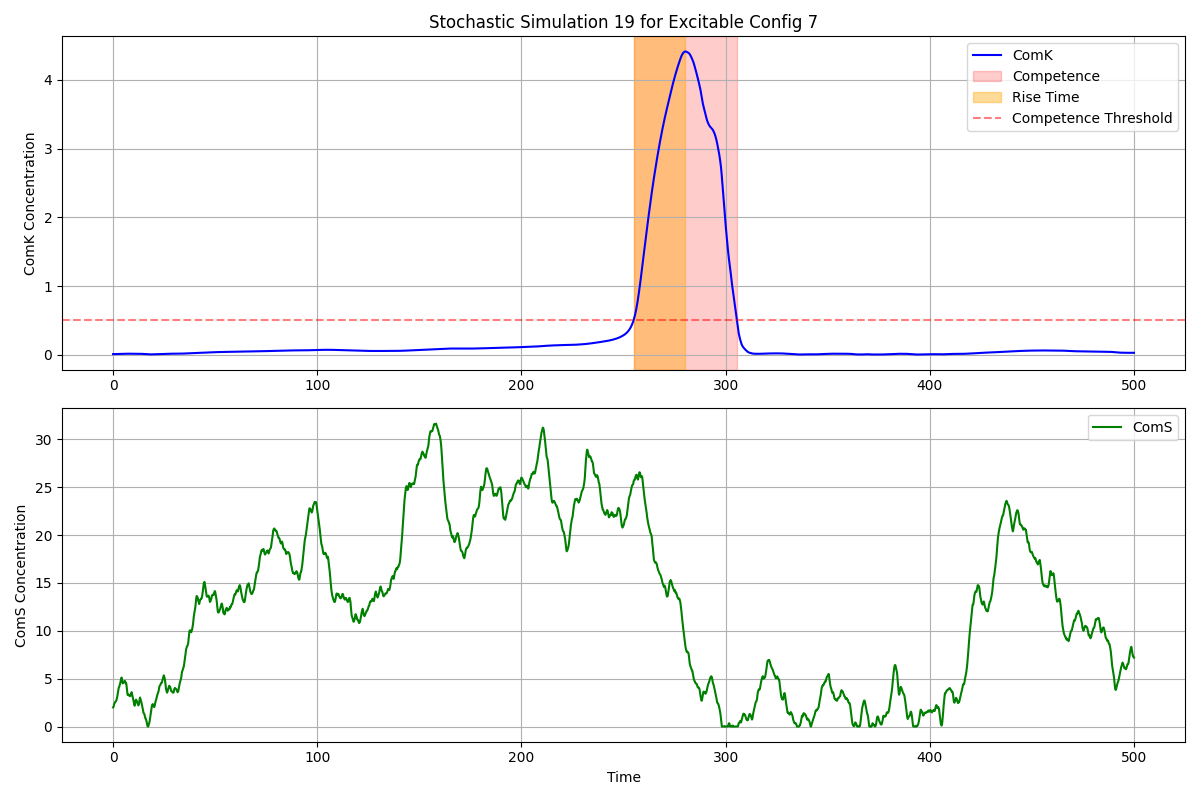 Stochastic Simulation 19 for Excitable Config 7
ComK Concentration
4
3
2
1
0
ComK
Competence
Rise Time
Competence Threshold
0 100 200 300 400 500
ComS Concentration
30
25
20
15
10
5
0
ComS
0 100 200 300 400 500
Time